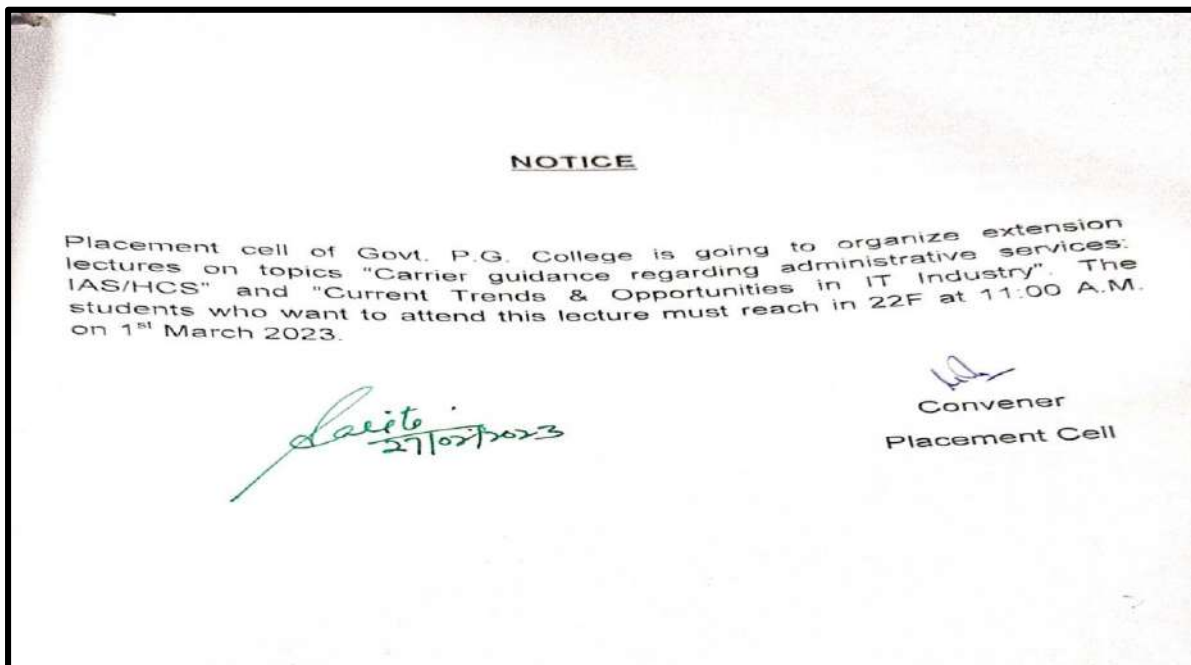 NOTICE
Placement cell of Govt. P.G. College is going to organize extension
lectures on topics "Carrier guidance regarding administrative services:
IAS/HCS" and "Current Trends & Opportunities in IT Industry". The
students who want to attend this lecture must reach in 22F at 11:00 A.M.
on 1st March 2023.
27/02/2023
Convener
Placement Cell